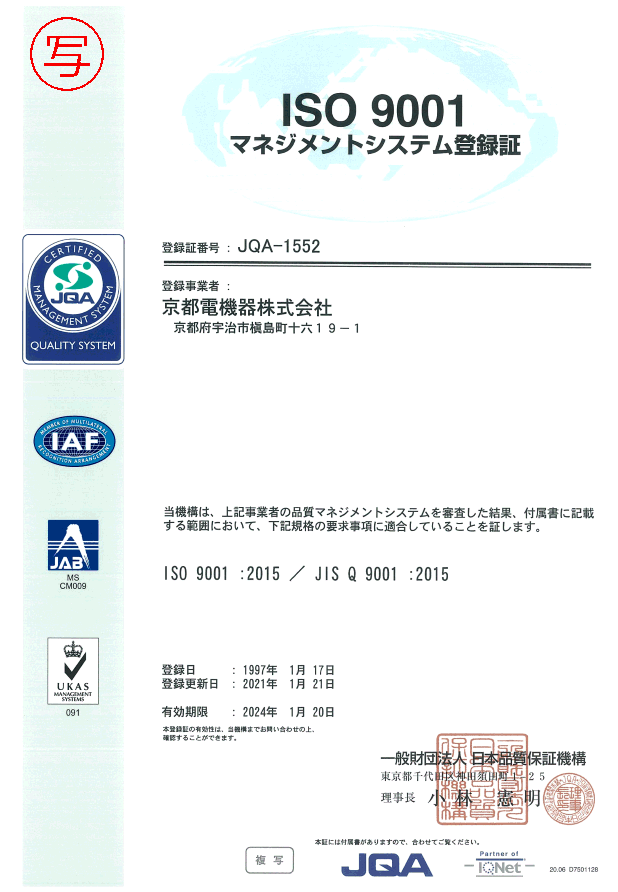 写
ISO 9001
マネジメントシステム登録証
登録証番号 : JQA-1552
登録事業者 :
京都電機器株式会社
京都府宇治市槇島町十六１９－１
CERTIFIED
JQA
MANAGEMENT SYSTEM
QUALITY SYSTEM
MEMBER OF MULTILATERAL
IAF
RECOGNITION ARRANGEMENT
当機構は、上記事業者の品質マネジメントシステムを審査した結果、付属書に記載
する範囲において、下記規格の要求事項に適合していることを証します。
JAB
MS
CM009
ISO 9001 :2015 ／ JIS Q 9001 :2015
UKAS
MANAGEMENT
SYSTEMS
091
登録日 : 1997年 1月 17日
登録更新日 : 2021年 1月 21日
有効期限 : 2024年 1月 20日
本登録証の有効性は、当機構までお問い合わせの上、
確認することができます。
一般財団法人 日本品質保証機構
東京都千代田区神田須田町１－２５
理事長 小林 憲明
本証には付属書がありますので、合わせてご覧ください。
複写
JQA
Partner of
IQNet
20.06 D7501128